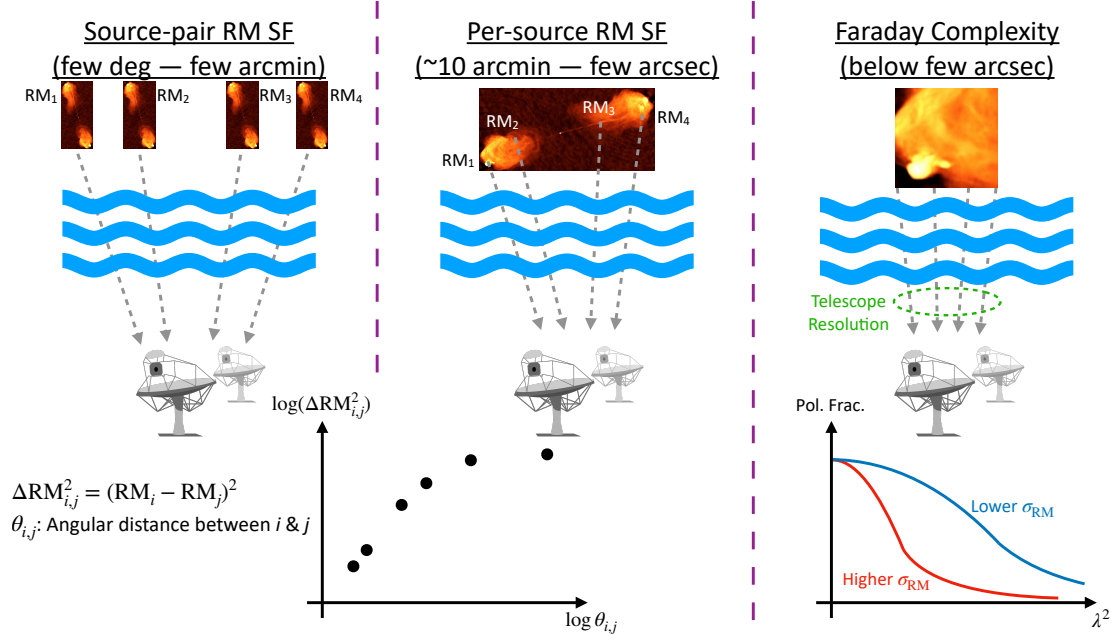 Source-pair RM SF
(few deg — few arcmin)
RM₁
RM₂
RM₃
RM₄
Per-source RM SF
(~10 arcmin — few arcsec)
RM₁
RM₂
RM₃
RM₄
Faraday Complexity
(below few arcsec)
Telescope
Resolution
log(ΔRM²ᵢ,ⱼ)
ΔRM²ᵢ,ⱼ = (RMᵢ − RMⱼ)²
θᵢ,ⱼ: Angular distance between i & j
log θᵢ,ⱼ
Pol. Frac.
Lower σ_RM
Higher σ_RM
λ²